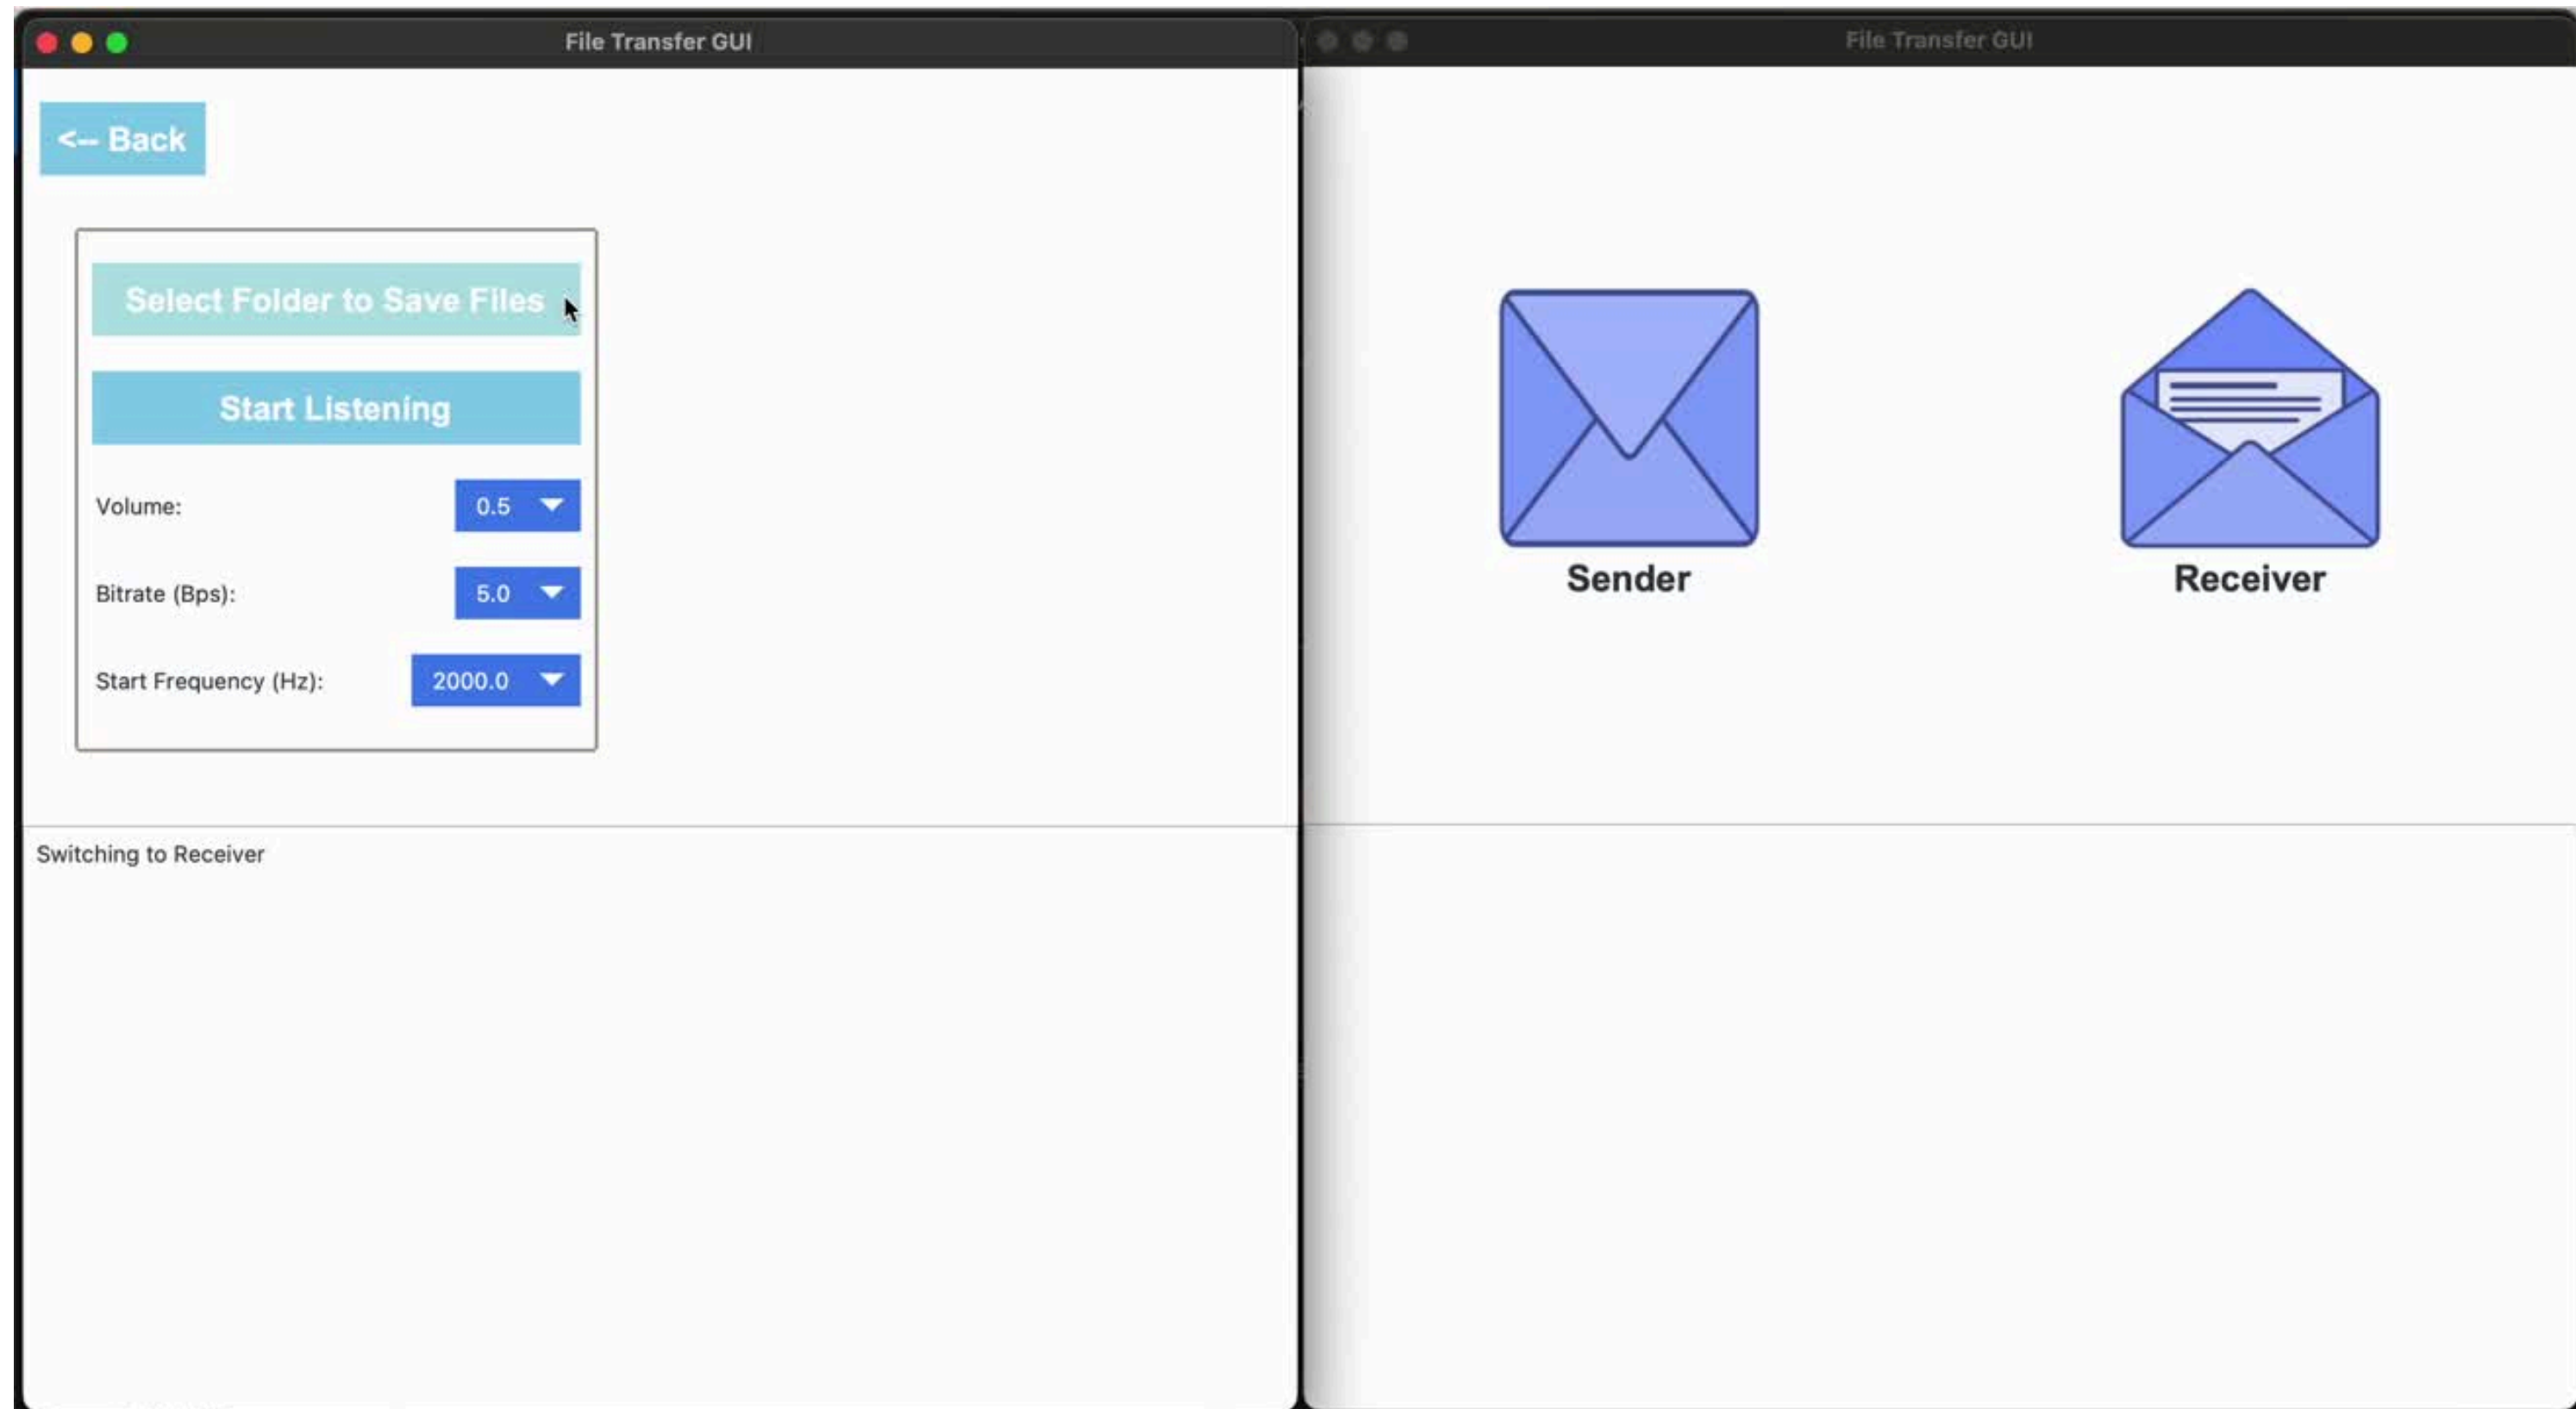 File Transfer GUI
<-- Back
Select Folder to Save Files
Start Listening
Volume:
0.5
Bitrate (Bps):
5.0
Start Frequency (Hz):
2000.0
Switching to Receiver
File Transfer GUI
Sender
Receiver